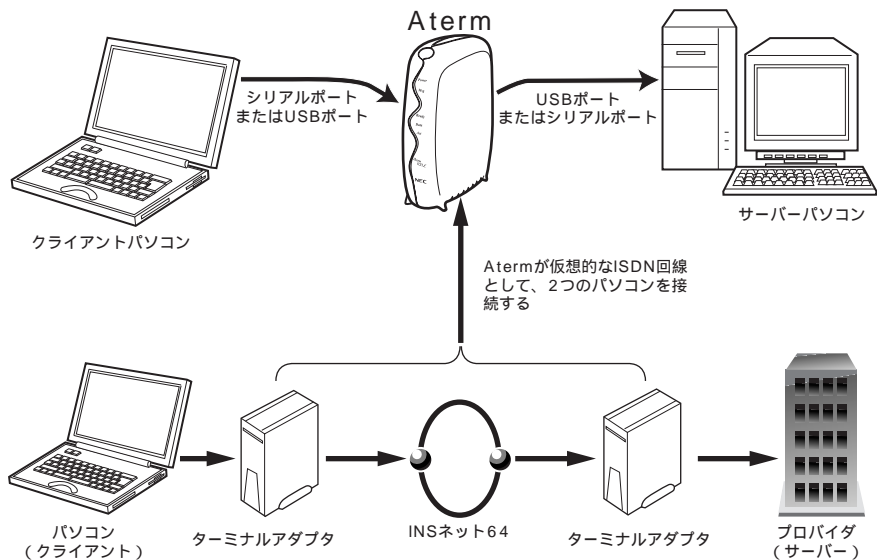 Aterm
シリアルポート
またはUSBポート
USBポート
またはシリアルポート
NEC
クライアントパソコン
サーバーパソコン
Atermが仮想的なISDN回線
として、2つのパソコンを接
続する
パソコン
（クライアント）
ターミナルアダプタ
INSネット64
ターミナルアダプタ
プロバイダ
（サーバー）